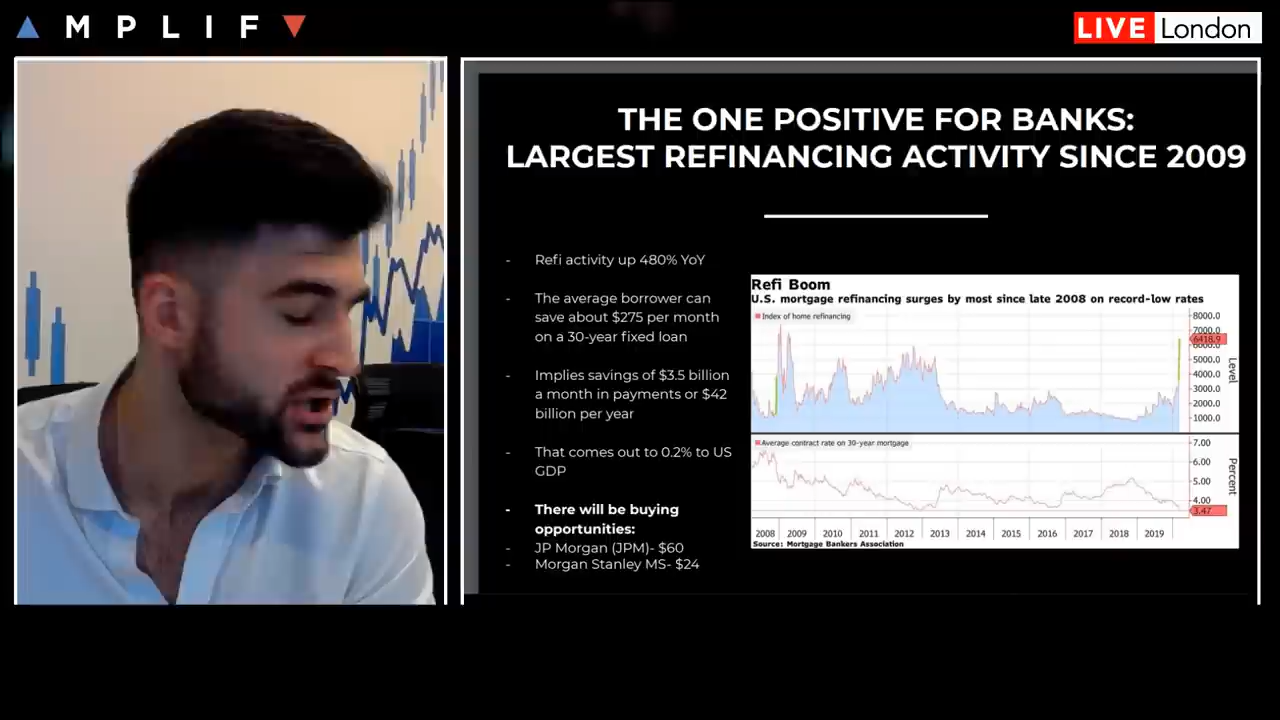 ▲ M P L I F ▼
LIVE London
THE ONE POSITIVE FOR BANKS:
LARGEST REFINANCING ACTIVITY SINCE 2009
- Refi activity up 480% YoY
- The average borrower can
save about $275 per month
on a 30-year fixed loan
- Implies savings of $3.5 billion
a month in payments or $42
billion per year
- That comes out to 0.2% to US
GDP
- There will be buying
opportunities:
- JP Morgan (JPM)- $60
- Morgan Stanley MS- $24
Refi Boom
U.S. mortgage refinancing surges by most since late 2008 on record-low rates
Index of home refinancing
8000.0
7000.0
6418.9
6000.0
5000.0
4000.0
3000.0
2000.0
1000.0
Level
Average contract rate on 30-year mortgage
7.00
6.00
5.00
4.00
3.47
Percent
2008 2009 2010 2011 2012 2013 2014 2015 2016 2017 2018 2019
Source: Mortgage Bankers Association